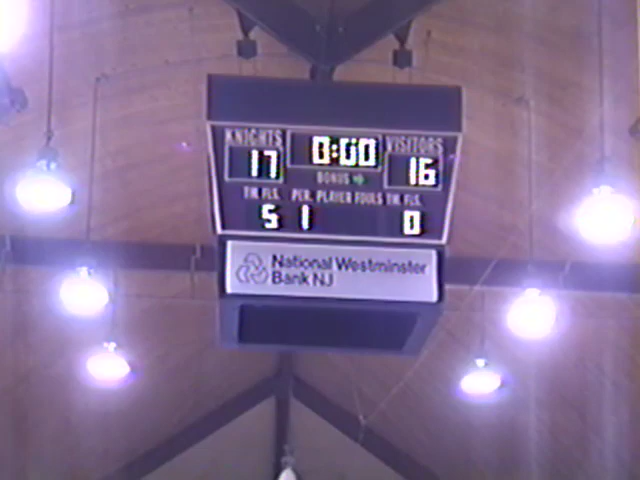 KNIGHTS VISITORS
17 0:00 16
BONUS
TM. FLS. PER. PLAYER FOULS TM. FLS.
5 1 0
National Westminster
Bank NJ